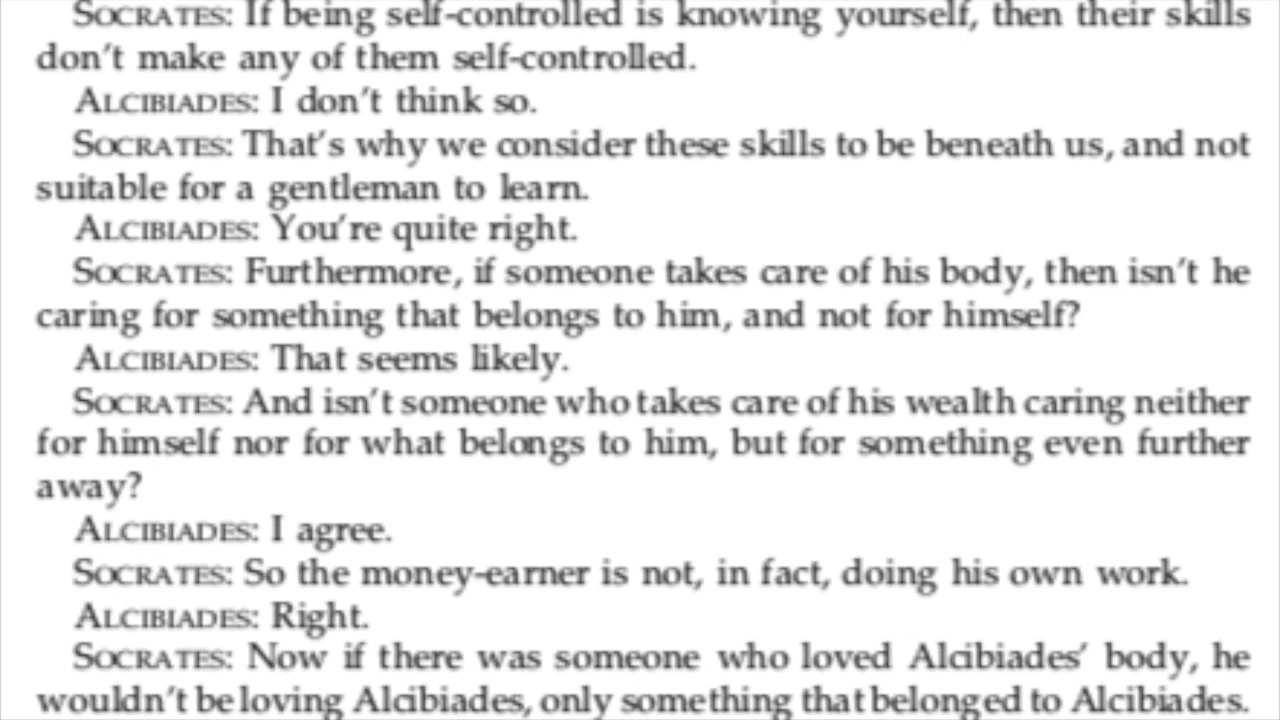 SOCRATES: If being self-controlled is knowing yourself, then their skills
don't make any of them self-controlled.
ALCIBIADES: I don't think so.
SOCRATES: That's why we consider these skills to be beneath us, and not
suitable for a gentleman to learn.
ALCIBIADES: You're quite right.
SOCRATES: Furthermore, if someone takes care of his body, then isn't he
caring for something that belongs to him, and not for himself?
ALCIBIADES: That seems likely.
SOCRATES: And isn't someone who takes care of his wealth caring neither
for himself nor for what belongs to him, but for something even further
away?
ALCIBIADES: I agree.
SOCRATES: So the money-earner is not, in fact, doing his own work.
ALCIBIADES: Right.
SOCRATES: Now if there was someone who loved Alcibiades' body, he
wouldn't be loving Alcibiades, only something that belonged to Alcibiades.